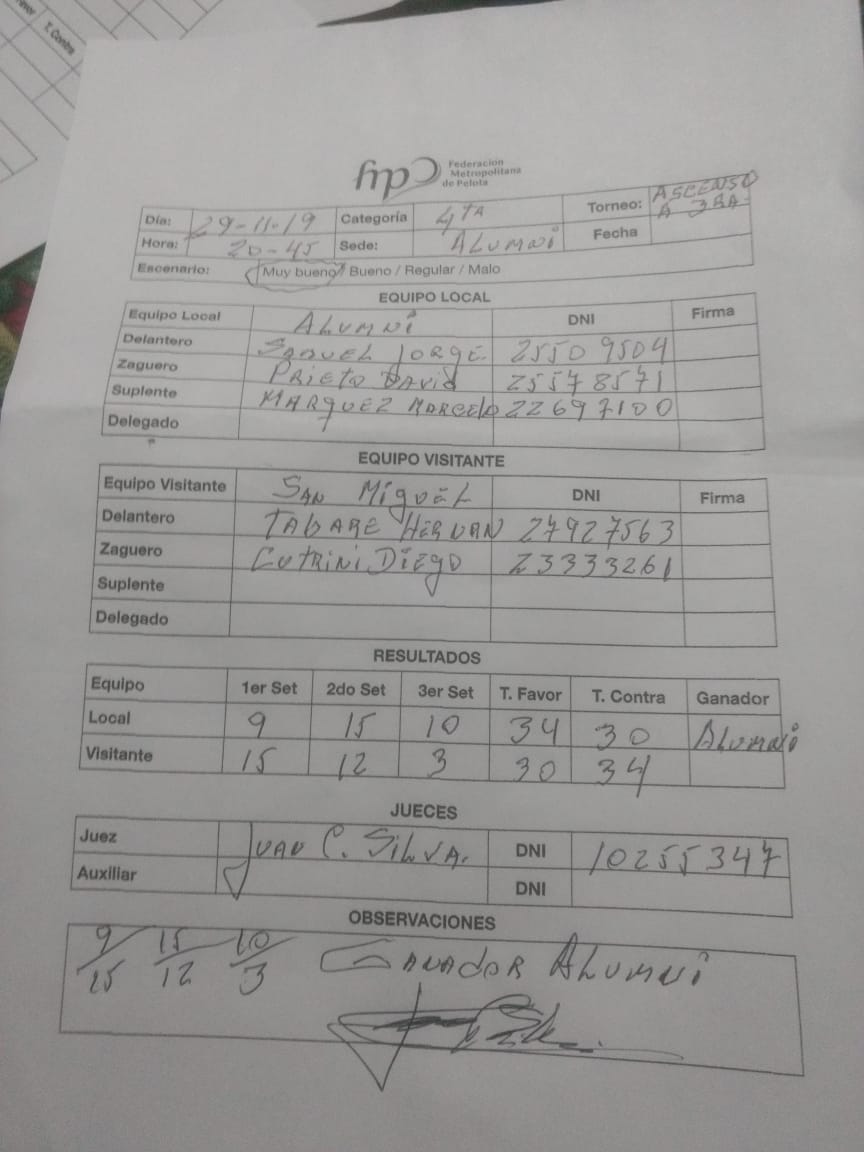 T. Contra
fmp Federación
Metropolitana
de Pelota
Día: 29-11-19 Categoría 4TA Torneo: ASCENSO A 3RA-
Hora: 20-45 Sede: ALUMNI Fecha
Escenario: Muy bueno / Bueno / Regular / Malo
EQUIPO LOCAL
Equipo Local ALUMNI DNI Firma
Delantero SAMUEL JORGE 25509504
Zaguero PRIETO DAVID 25578571
Suplente MARQUEZ MARCELO 22697100
Delegado
EQUIPO VISITANTE
Equipo Visitante SAN MIGUEL DNI Firma
Delantero TABARE HERNAN 27927563
Zaguero CUTRINI DIEGO 23333261
Suplente
Delegado
RESULTADOS
Equipo 1er Set 2do Set 3er Set T. Favor T. Contra Ganador
Local 9 15 10 34 30 ALUMNI
Visitante 15 12 3 30 34
JUECES
Juez JUAN C. SILVA. DNI 10255347
Auxiliar DNI
OBSERVACIONES
9/15 15/12 10/3 GANADOR ALUMNI